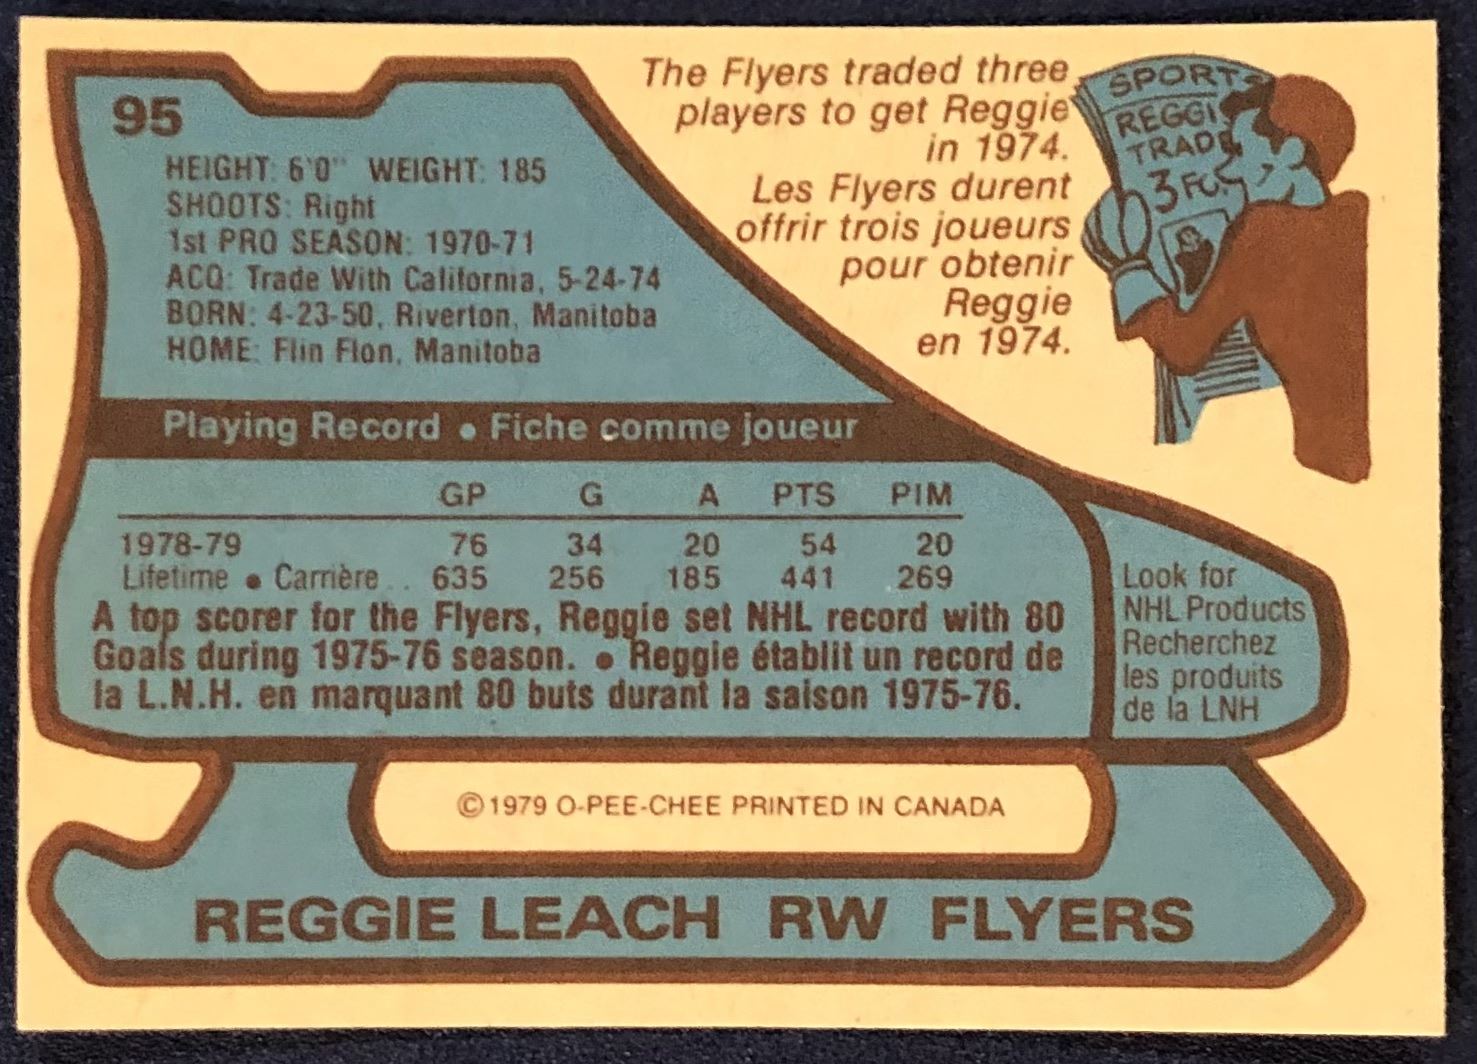 95
HEIGHT: 6'0" WEIGHT: 185
SHOOTS: Right
1st PRO SEASON: 1970-71
ACQ: Trade With California, 5-24-74
BORN: 4-23-50, Riverton, Manitoba
HOME: Flin Flon, Manitoba
The Flyers traded three
players to get Reggie
in 1974.
Les Flyers durent
offrir trois joueurs
pour obtenir
Reggie
en 1974.
SPORTS
REGGI
TRADE
3 FO
Playing Record • Fiche comme joueur
GP G A PTS PIM
1978-79 76 34 20 54 20
Lifetime • Carrière .. 635 256 185 441 269
A top scorer for the Flyers, Reggie set NHL record with 80
Goals during 1975-76 season. • Reggie établit un record de
la L.N.H. en marquant 80 buts durant la saison 1975-76.
Look for
NHL Products
Recherchez
les produits
de la LNH
©1979 O-PEE-CHEE PRINTED IN CANADA
REGGIE LEACH RW FLYERS